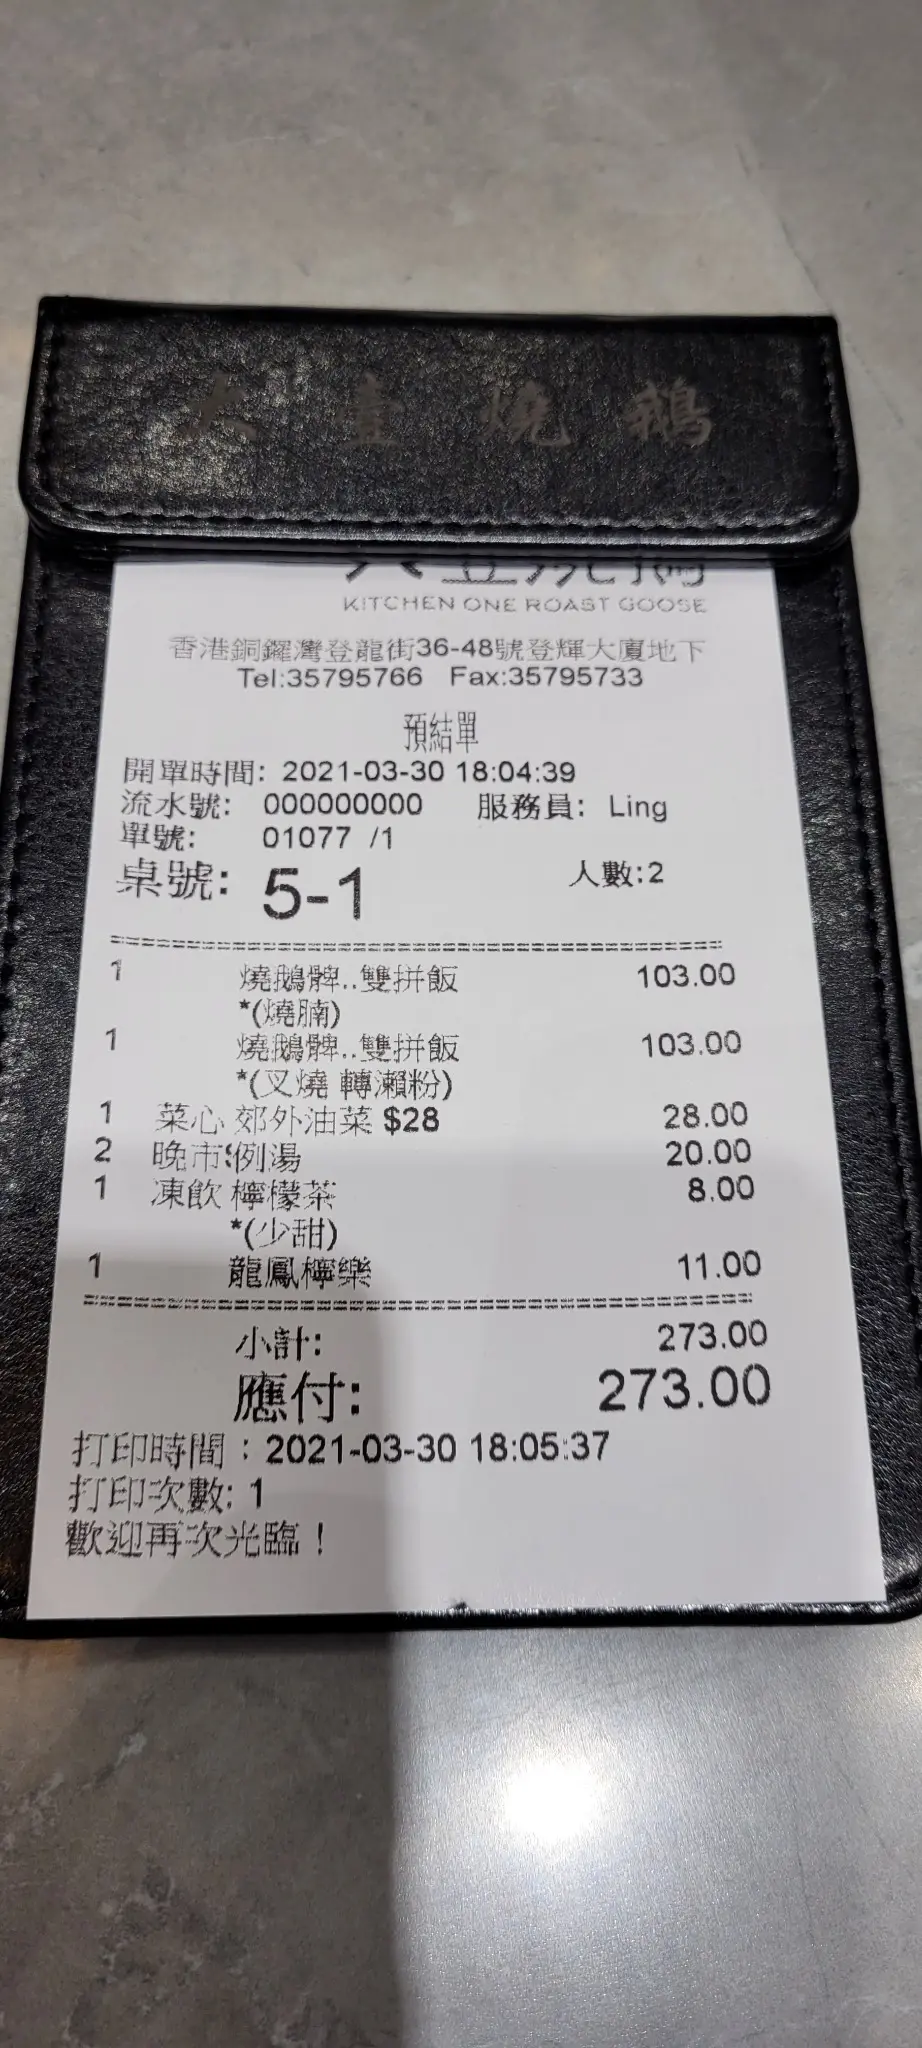 大壹燒鵝
KITCHEN ONE ROAST GOOSE
香港銅鑼灣登龍街36-48號登輝大廈地下
Tel:35795766 Fax:35795733
預結單
開單時間: 2021-03-30 18:04:39
流水號: 000000000 服務員: Ling
單號: 01077 /1
桌號: 5-1 人數:2
1 燒鵝髀..雙拼飯 103.00
*(燒腩)
1 燒鵝髀..雙拼飯 103.00
*(叉燒 轉瀨粉)
1 菜心 郊外油菜 $28 28.00
2 晚市例湯 20.00
1 凍飲 檸檬茶 8.00
*(少甜)
1 龍鳳檸樂 11.00
小計: 273.00
應付: 273.00
打印時間 : 2021-03-30 18:05:37
打印次數: 1
歡迎再次光臨！